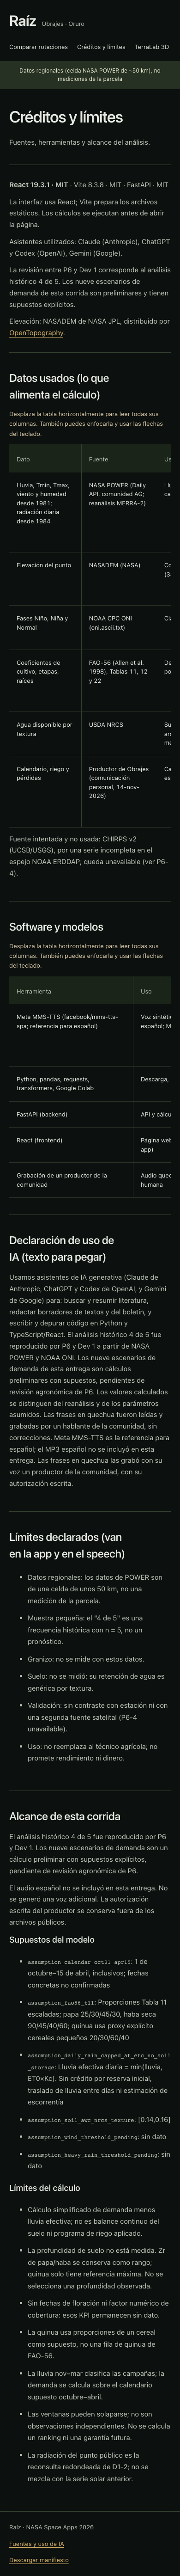 Raíz Obrajes · Oruro
Comparar rotaciones Créditos y límites TerraLab 3D
Datos regionales (celda NASA POWER de ~50 km), no
mediciones de la parcela
Créditos y límites
Fuentes, herramientas y alcance del análisis.
React 19.3.1 · MIT · Vite 8.3.8 · MIT · FastAPI · MIT
La interfaz usa React; Vite prepara los archivos
estáticos. Los cálculos se ejecutan antes de abrir
la página.
Asistentes utilizados: Claude (Anthropic), ChatGPT
y Codex (OpenAI), Gemini (Google).
La revisión entre P6 y Dev 1 corresponde al análisis
histórico 4 de 5. Los nueve escenarios de
demanda de esta corrida son preliminares y tienen
supuestos explícitos.
Elevación: NASADEM de NASA JPL, distribuido por
OpenTopography.
Datos usados (lo que
alimenta el cálculo)
Desplaza la tabla horizontalmente para leer todas sus
columnas. También puedes enfocarla y usar las flechas
del teclado.
Dato Fuente Us
Lluvia, Tmin, Tmax, NASA POWER (Daily Ll
viento y humedad API, comunidad AG; ca
desde 1981; reanálisis MERRA-2)
radiación diaria
desde 1984
Elevación del punto NASADEM (NASA) Co
(3
Fases Niño, Niña y NOAA CPC ONI Cl
Normal (oni.ascii.txt)
Coeficientes de FAO-56 (Allen et al. De
cultivo, etapas, 1998), Tablas 11, 12 po
raíces y 22
Agua disponible por USDA NRCS Su
textura ar
me
Calendario, riego y Productor de Obrajes Ca
pérdidas (comunicación es
personal, 14-nov-
2026)
Fuente intentada y no usada: CHIRPS v2
(UCSB/USGS), por una serie incompleta en el
espejo NOAA ERDDAP; queda unavailable (ver P6-
4).
Software y modelos
Desplaza la tabla horizontalmente para leer todas sus
columnas. También puedes enfocarla y usar las flechas
del teclado.
Herramienta Uso
Meta MMS-TTS (facebook/mms-tts- Voz sintétic
spa; referencia para español) español; M
Python, pandas, requests, Descarga,
transformers, Google Colab
FastAPI (backend) API y cálcu
React (frontend) Página web
app)
Grabación de un productor de la Audio quec
comunidad humana
Declaración de uso de
IA (texto para pegar)
Usamos asistentes de IA generativa (Claude de
Anthropic, ChatGPT y Codex de OpenAI, y Gemini
de Google) para: buscar y resumir literatura,
redactar borradores de textos y del boletín, y
escribir y depurar código en Python y
TypeScript/React. El análisis histórico 4 de 5 fue
reproducido por P6 y Dev 1 a partir de NASA
POWER y NOAA ONI. Los nueve escenarios de
demanda de esta entrega son cálculos
preliminares con supuestos, pendientes de
revisión agronómica de P6. Los valores calculados
se distinguen del reanálisis y de los parámetros
asumidos. Las frases en quechua fueron leídas y
grabadas por un hablante de la comunidad, sin
correcciones. Meta MMS-TTS es la referencia para
español; el MP3 español no se incluyó en esta
entrega. Las frases en quechua las grabó con su
voz un productor de la comunidad, con su
autorización escrita.
Límites declarados (van
en la app y en el speech)
• Datos regionales: los datos de POWER son
de una celda de unos 50 km, no una
medición de la parcela.
• Muestra pequeña: el "4 de 5" es una
frecuencia histórica con n = 5, no un
pronóstico.
• Granizo: no se mide con estos datos.
• Suelo: no se midió; su retención de agua es
genérica por textura.
• Validación: sin contraste con estación ni con
una segunda fuente satelital (P6-4
unavailable).
• Uso: no reemplaza al técnico agrícola; no
promete rendimiento ni dinero.
Alcance de esta corrida
El análisis histórico 4 de 5 fue reproducido por P6
y Dev 1. Los nueve escenarios de demanda son un
cálculo preliminar con supuestos explícitos,
pendiente de revisión agronómica de P6.
El audio español no se incluyó en esta entrega. No
se generó una voz adicional. La autorización
escrita del productor se conserva fuera de los
archivos públicos.
Supuestos del modelo
• assumption_calendar_oct01_apr15: 1 de
octubre–15 de abril, inclusivos; fechas
concretas no confirmadas
• assumption_fao56_t11: Proporciones Tabla 11
escaladas; papa 25/30/45/30, haba seca
90/45/40/60; quinua usa proxy explícito
cereales pequeños 20/30/60/40
• assumption_daily_rain_capped_at_etc_no_soil
_storage: Lluvia efectiva diaria = min(lluvia,
ET0×Kc). Sin crédito por reserva inicial,
traslado de lluvia entre días ni estimación de
escorrentía
• assumption_soil_awc_nrcs_texture: [0.14,0.16]
• assumption_wind_threshold_pending: sin dato
• assumption_heavy_rain_threshold_pending: sin
dato
Límites del cálculo
• Cálculo simplificado de demanda menos
lluvia efectiva; no es balance continuo del
suelo ni programa de riego aplicado.
• La profundidad de suelo no está medida. Zr
de papa/haba se conserva como rango;
quinua solo tiene referencia máxima. No se
selecciona una profundidad observada.
• Sin fechas de floración ni factor numérico de
cobertura: esos KPI permanecen sin dato.
• La quinua usa proporciones de un cereal
como supuesto, no una fila de quinua de
FAO-56.
• La lluvia nov–mar clasifica las campañas; la
demanda se calcula sobre el calendario
supuesto octubre–abril.
• Las ventanas pueden solaparse; no son
observaciones independientes. No se calcula
un ranking ni una garantía futura.
• La radiación del punto público es la
reconsulta redondeada de D1-2; no se
mezcla con la serie solar anterior.
Raíz · NASA Space Apps 2026
Fuentes y uso de IA
Descargar manifiesto